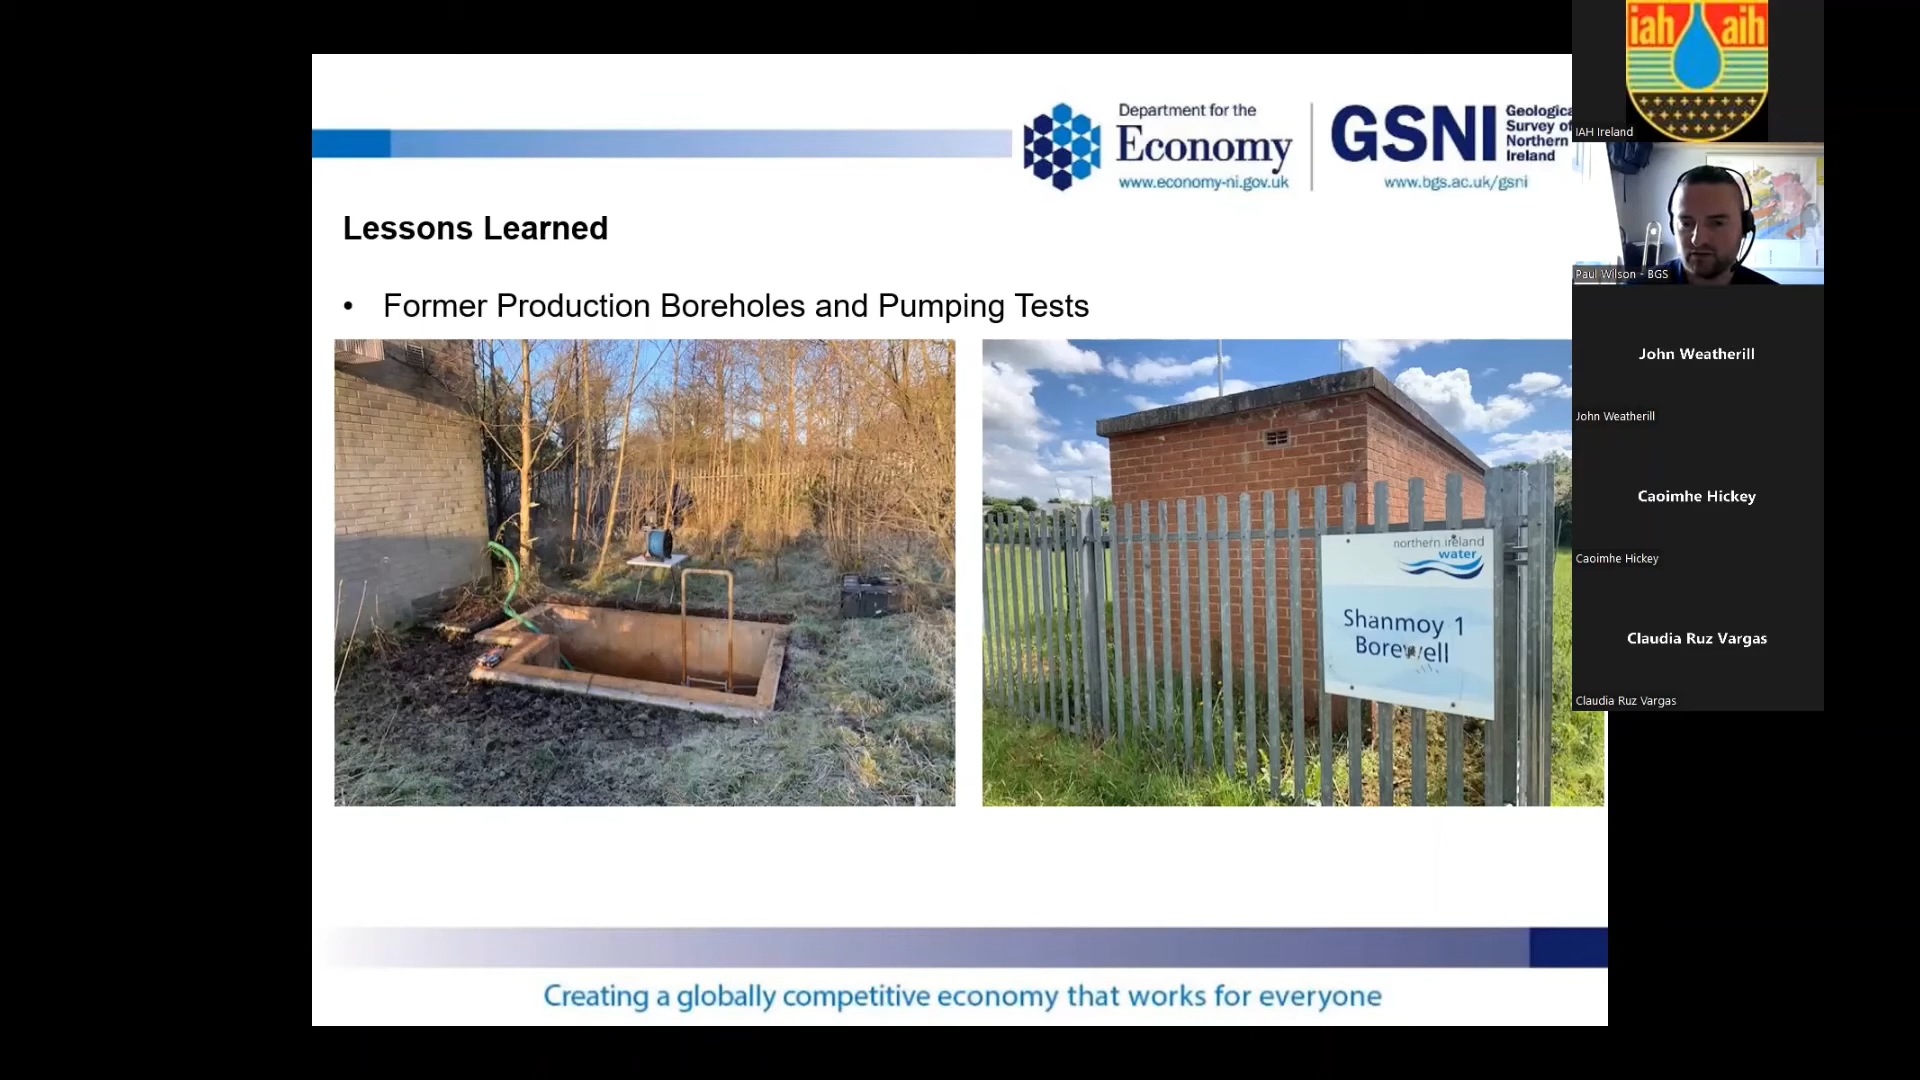 Department for the
Economy
www.economy-ni.gov.uk
GSNI
Geologica
Survey of
Northern
Ireland
www.bgs.ac.uk/gsni
Lessons Learned
• Former Production Boreholes and Pumping Tests
northern ireland
water
Shanmoy 1
Borewell
Creating a globally competitive economy that works for everyone
iah aih
IAH Ireland
Paul Wilson - BGS
John Weatherill
John Weatherill
Caoimhe Hickey
Caoimhe Hickey
Claudia Ruz Vargas
Claudia Ruz Vargas